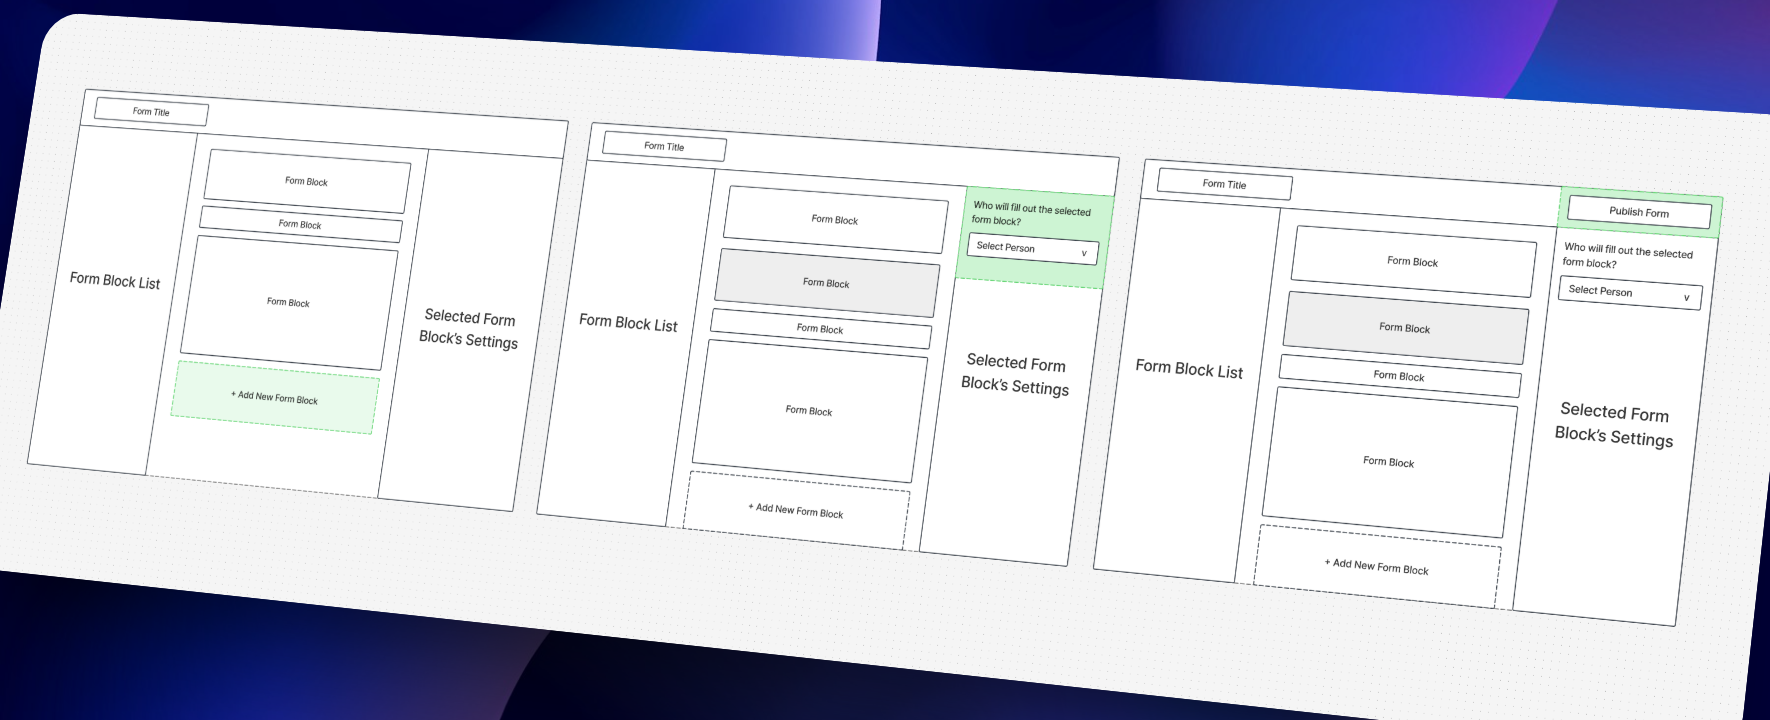 Form Title
Form Block List
Form Block
Form Block
Form Block
+ Add New Form Block
Selected Form
Block's Settings
Form Title
Form Block List
Form Block
Form Block
Form Block
Form Block
+ Add New Form Block
Who will fill out the selected
form block?
Select Person v
Selected Form
Block's Settings
Form Title
Publish Form
Form Block List
Form Block
Form Block
Form Block
Form Block
+ Add New Form Block
Who will fill out the selected
form block?
Select Person v
Selected Form
Block's Settings